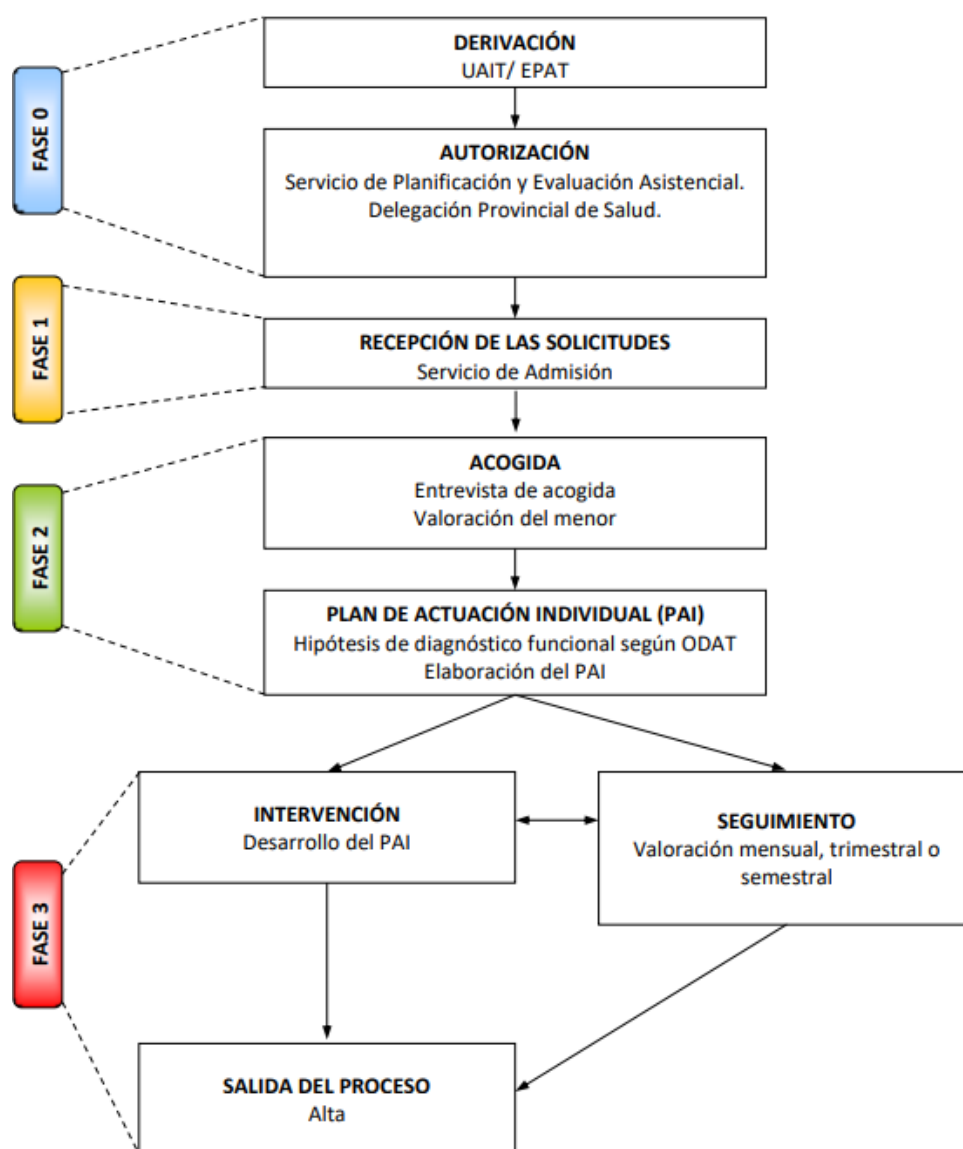 FASE 0
DERIVACIÓN
UAIT/ EPAT
AUTORIZACIÓN
Servicio de Planificación y Evaluación Asistencial.
Delegación Provincial de Salud.
FASE 1
RECEPCIÓN DE LAS SOLICITUDES
Servicio de Admisión
FASE 2
ACOGIDA
Entrevista de acogida
Valoración del menor
PLAN DE ACTUACIÓN INDIVIDUAL (PAI)
Hipótesis de diagnóstico funcional según ODAT
Elaboración del PAI
FASE 3
INTERVENCIÓN
Desarrollo del PAI
SEGUIMIENTO
Valoración mensual, trimestral o
semestral
SALIDA DEL PROCESO
Alta